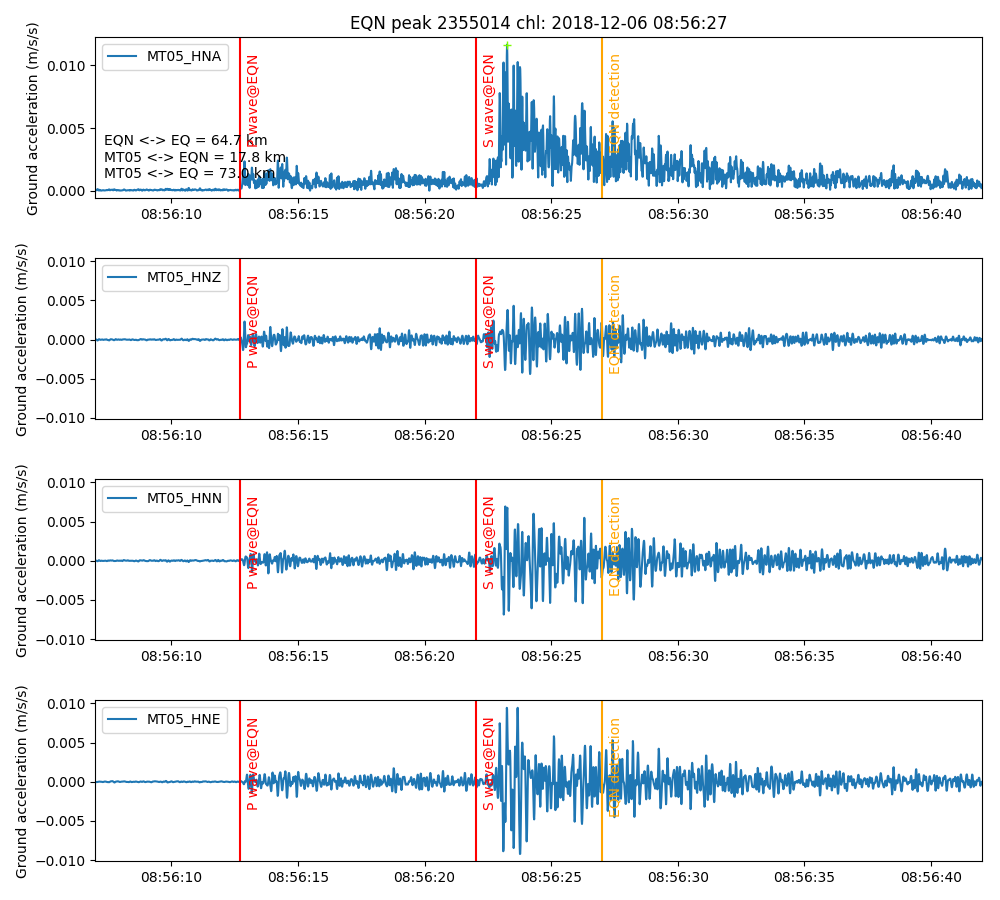 EQN peak 2355014 chl: 2018-12-06 08:56:27
Ground acceleration (m/s/s)
0.010
0.005
0.000
MT05_HNA
P wave@EQN
S wave@EQN
EQN detection
EQN <-> EQ = 64.7 km
MT05 <-> EQN = 17.8 km
MT05 <-> EQ = 73.0 km
08:56:10 08:56:15 08:56:20 08:56:25 08:56:30 08:56:35 08:56:40
Ground acceleration (m/s/s)
0.010
0.005
0.000
−0.005
−0.010
MT05_HNZ
P wave@EQN
S wave@EQN
EQN detection
08:56:10 08:56:15 08:56:20 08:56:25 08:56:30 08:56:35 08:56:40
Ground acceleration (m/s/s)
0.010
0.005
0.000
−0.005
−0.010
MT05_HNN
P wave@EQN
S wave@EQN
EQN detection
08:56:10 08:56:15 08:56:20 08:56:25 08:56:30 08:56:35 08:56:40
Ground acceleration (m/s/s)
0.010
0.005
0.000
−0.005
−0.010
MT05_HNE
P wave@EQN
S wave@EQN
EQN detection
08:56:10 08:56:15 08:56:20 08:56:25 08:56:30 08:56:35 08:56:40